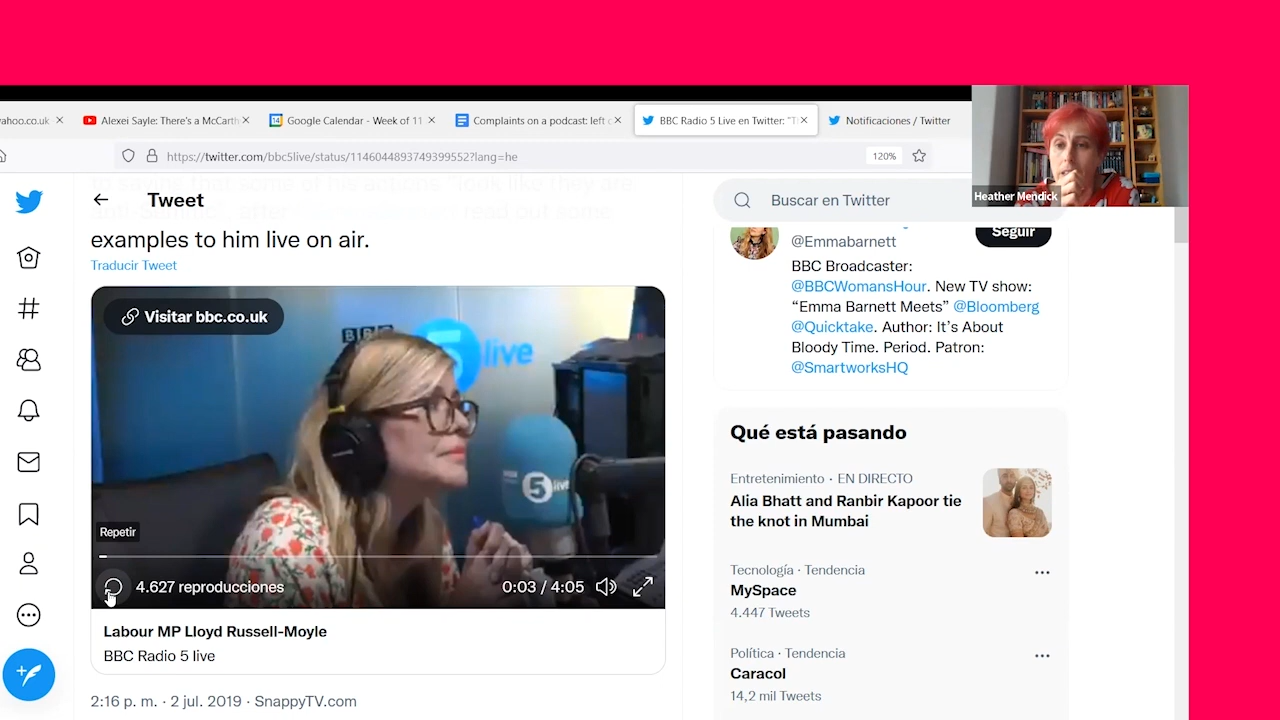 yahoo.co.uk
Alexei Sayle: There's a McCarth
Google Calendar - Week of 11
Complaints on a podcast: left c
BBC Radio 5 Live en Twitter: "T
Notificaciones / Twitter
https://twitter.com/bbc5live/status/1146044893749399552?lang=he
120%
Heather Mendick
Tweet
Buscar en Twitter
read out some
examples to him live on air.
Traducir Tweet
Visitar bbc.co.uk
BBC
5 live
5 live
Repetir
4.627 reproducciones
0:03 / 4:05
Labour MP Lloyd Russell-Moyle
BBC Radio 5 live
2:16 p. m. · 2 jul. 2019 · SnappyTV.com
@Emmabarnett
Seguir
BBC Broadcaster:
@BBCWomansHour. New TV show:
“Emma Barnett Meets” @Bloomberg
@Quicktake. Author: It’s About
Bloody Time. Period. Patron:
@SmartworksHQ
Qué está pasando
Entretenimiento · EN DIRECTO
Alia Bhatt and Ranbir Kapoor tie
the knot in Mumbai
Tecnología · Tendencia
MySpace
4.447 Tweets
Política · Tendencia
Caracol
14,2 mil Tweets